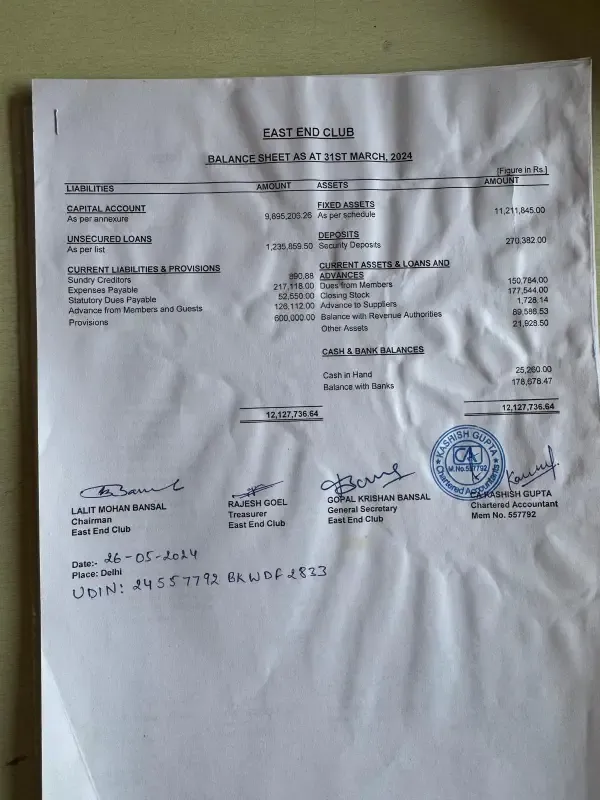 EAST END CLUB
BALANCE SHEET AS AT 31ST MARCH, 2024
[Figure in Rs.]
LIABILITIES AMOUNT ASSETS AMOUNT
CAPITAL ACCOUNT FIXED ASSETS
As per annexure 9,895,206.26 As per schedule 11,211,845.00
UNSECURED LOANS DEPOSITS
As per list 1,235,859.50 Security Deposits 270,382.00
CURRENT LIABILITIES & PROVISIONS CURRENT ASSETS & LOANS AND
Sundry Creditors 890.88 ADVANCES
Expenses Payable 217,118.00 Dues from Members 150,784.00
Statutory Dues Payable 52,550.00 Closing Stock 177,544.00
Advance from Members and Guests 126,112.00 Advance to Suppliers 1,728.14
Provisions 600,000.00 Balance with Revenue Authorities 89,588.53
Other Assets 21,928.50
CASH & BANK BALANCES
Cash in Hand 25,260.00
Balance with Banks 178,678.47
12,127,736.64 12,127,736.64
KASHISH GUPTA
CA
M.No.557792
Chartered Accountants
LALIT MOHAN BANSAL RAJESH GOEL GOPAL KRISHAN BANSAL CA KASHISH GUPTA
Chairman Treasurer General Secretary Chartered Accountant
East End Club East End Club East End Club Mem No. 557792
Date:- 26-05-2024
Place: Delhi
UDIN: 24557792BKWDF2833